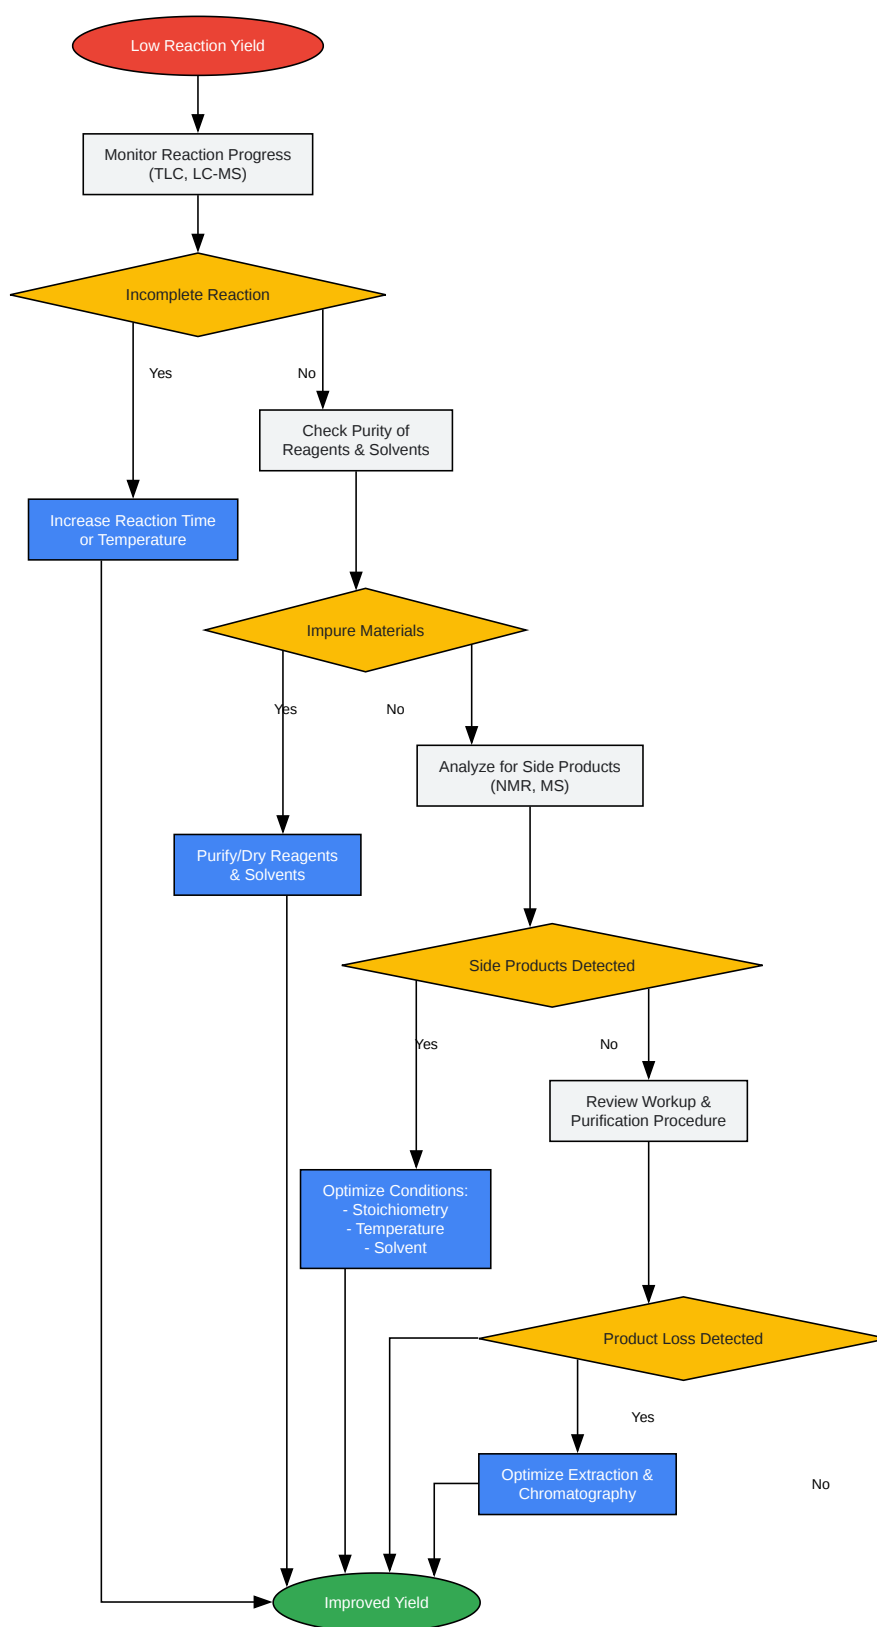 Low Reaction Yield
Monitor Reaction Progress
(TLC, LC-MS)
Incomplete Reaction
Yes
No
Check Purity of
Reagents & Solvents
Increase Reaction Time
or Temperature
Impure Materials
Yes
No
Analyze for Side Products
(NMR, MS)
Purify/Dry Reagents
& Solvents
Side Products Detected
Yes
No
Review Workup &
Purification Procedure
Optimize Conditions:
- Stoichiometry
- Temperature
- Solvent
Product Loss Detected
Yes
Optimize Extraction &
Chromatography
No
Improved Yield